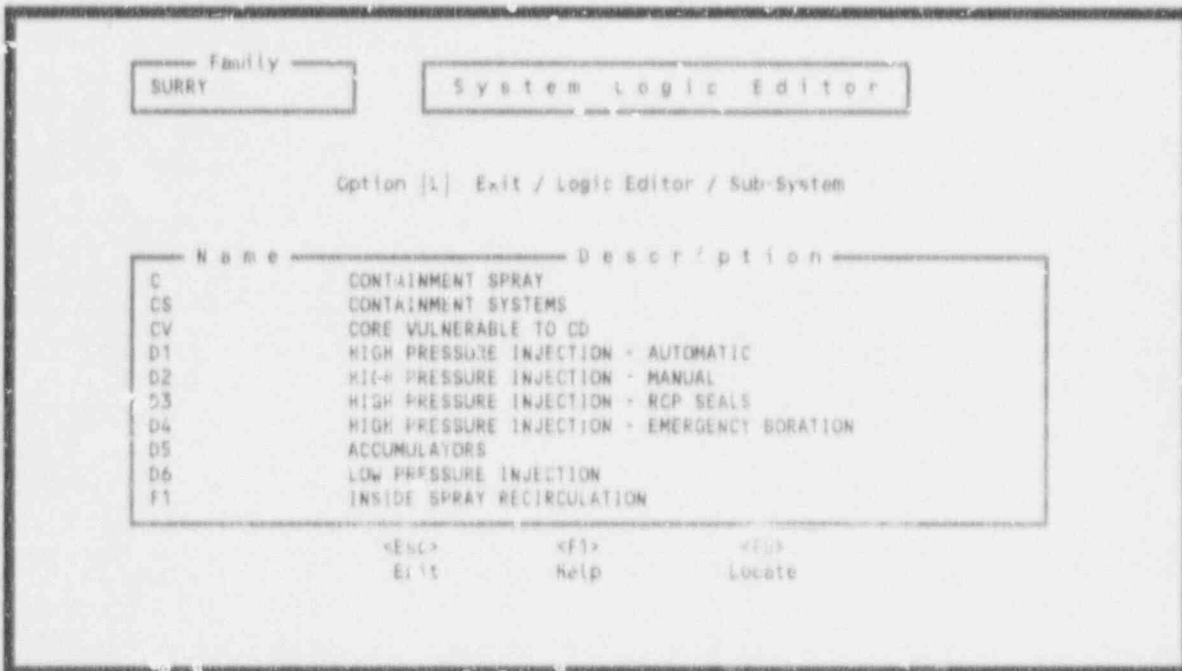 Family
SURRY
System Logic Editor
Option |L| Exit / Logic Editor / Sub-System
Name Description
C CONTAINMENT SPRAY
CS CONTAINMENT SYSTEMS
CV CORE VULNERABLE TO CD
D1 HIGH PRESSURE INJECTION - AUTOMATIC
D2 HIGH PRESSURE INJECTION - MANUAL
D3 HIGH PRESSURE INJECTION - RCP SEALS
D4 HIGH PRESSURE INJECTION - EMERGENCY BORATION
D5 ACCUMULAYORS
D6 LOW PRESSURE INJECTION
F1 INSIDE SPRAY RECIRCULATION
<Esc> <F1>
Exit Help Locate